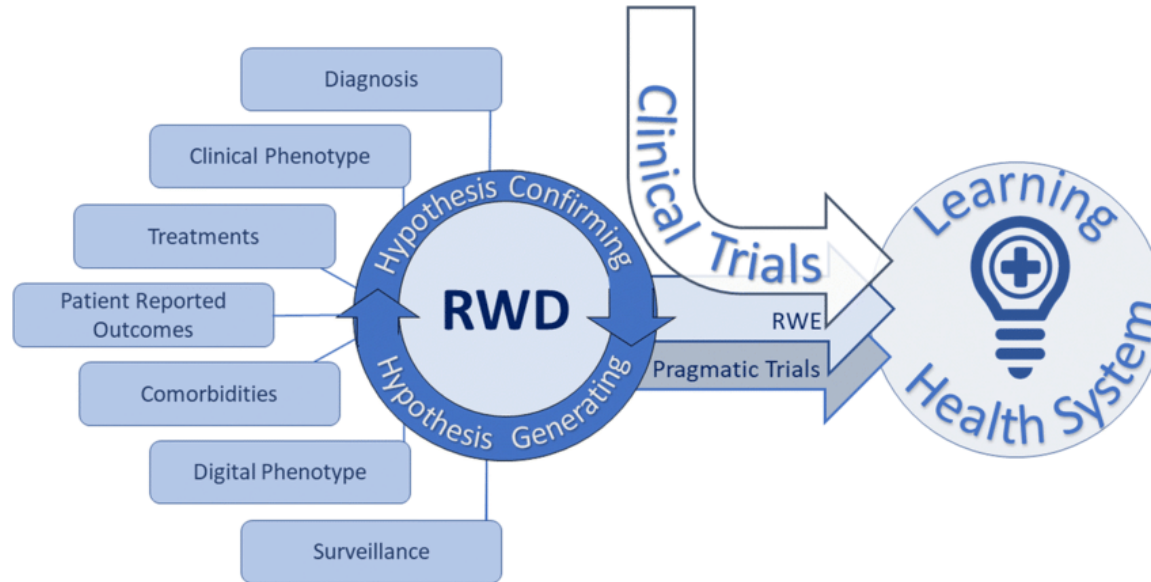 Diagnosis
Clinical Phenotype
Treatments
Patient Reported
Outcomes
Comorbidities
Digital Phenotype
Surveillance
Hypothesis Confirming
RWD
Hypothesis Generating
Clinical Trials
RWE
Pragmatic Trials
Learning
Health System